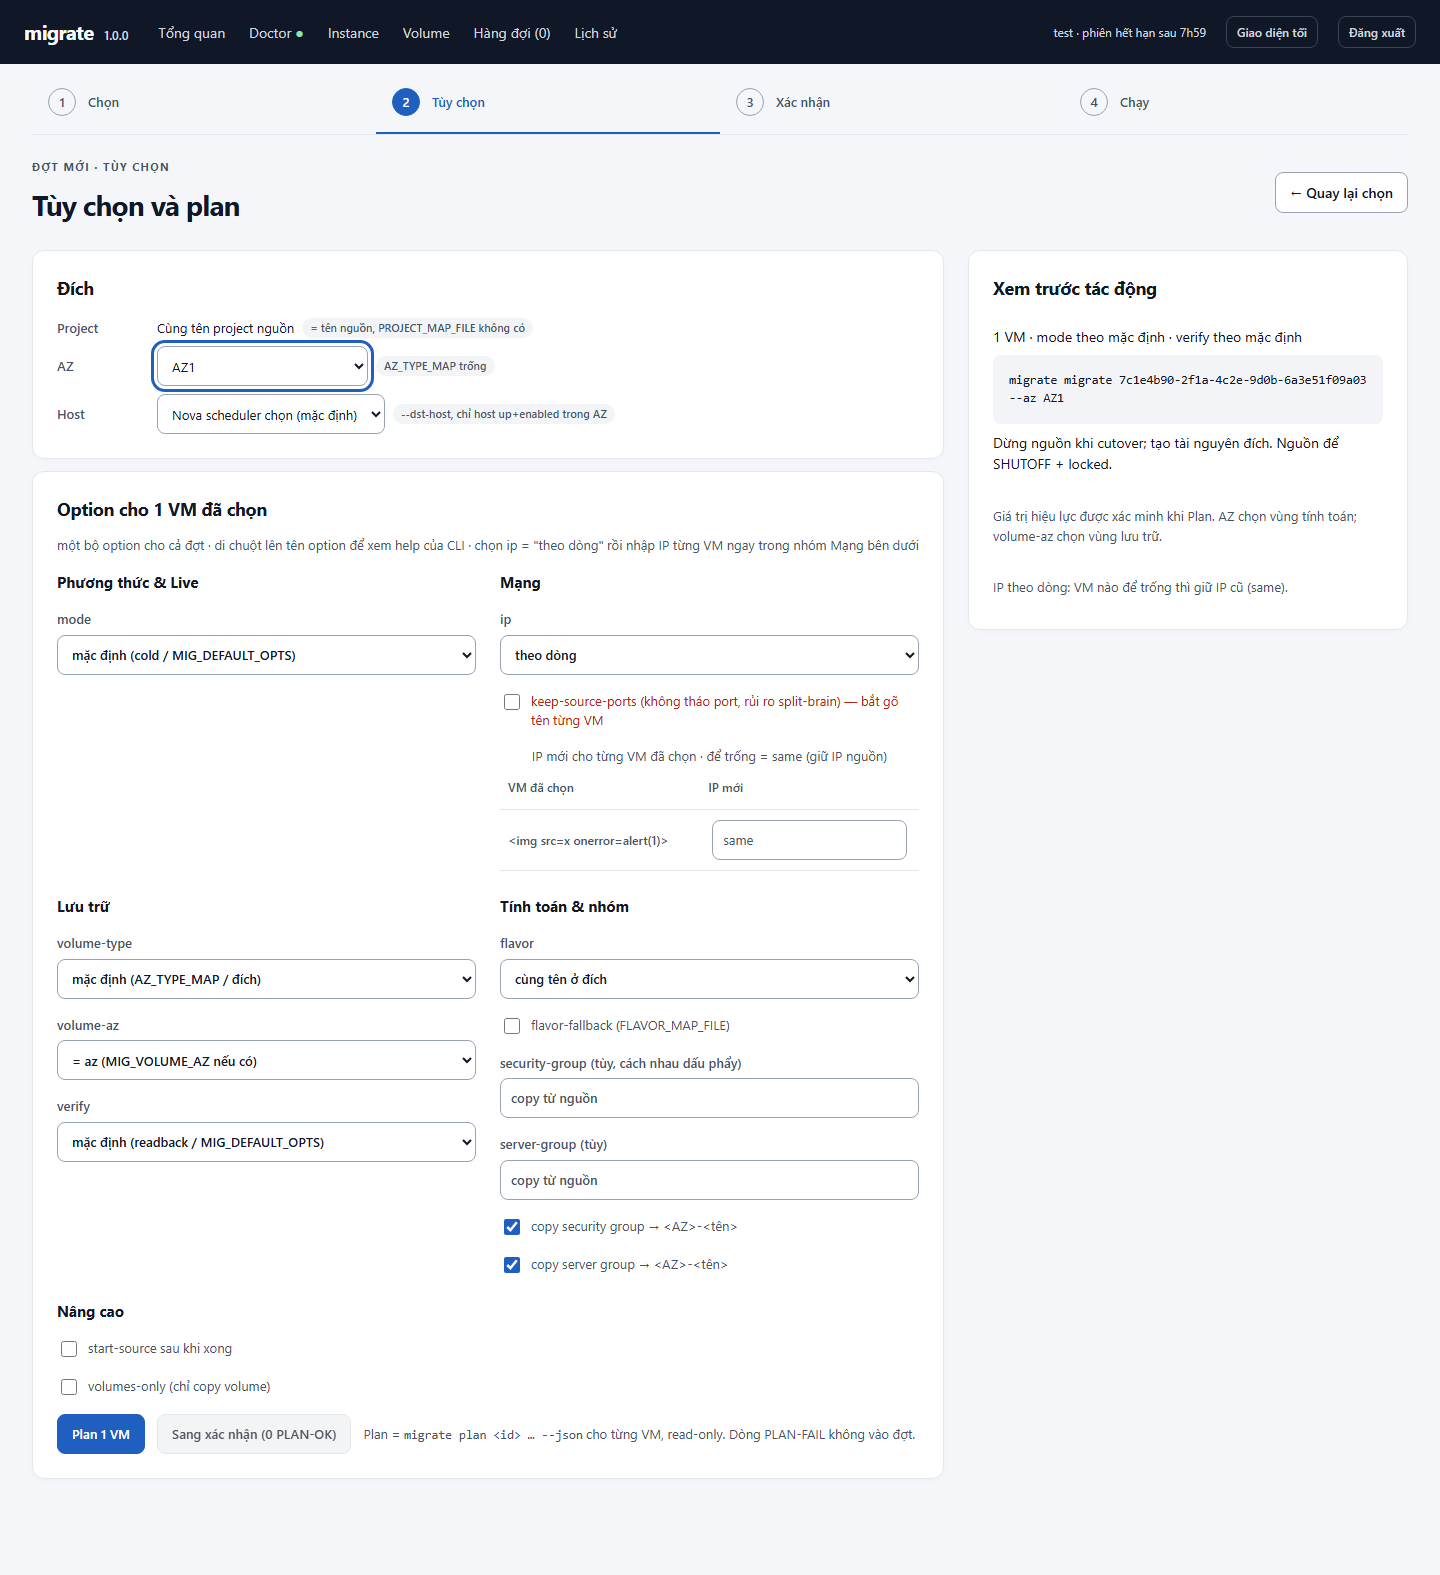 migrate 1.0.0 Tổng quan Doctor Instance Volume Hàng đợi (0) Lịch sử test · phiên hết hạn sau 7h59 Giao diện tối Đăng xuất
1 Chọn 2 Tùy chọn 3 Xác nhận 4 Chạy
ĐỢT MỚI · TÙY CHỌN
Tùy chọn và plan
← Quay lại chọn
Đích
Project Cùng tên project nguồn = tên nguồn, PROJECT_MAP_FILE không có
AZ AZ1 AZ_TYPE_MAP trống
Host Nova scheduler chọn (mặc định) --dst-host, chỉ host up+enabled trong AZ
Xem trước tác động
1 VM · mode theo mặc định · verify theo mặc định
migrate migrate 7c1e4b90-2f1a-4c2e-9d0b-6a3e51f09a03
--az AZ1
Dừng nguồn khi cutover; tạo tài nguyên đích. Nguồn để
SHUTOFF + locked.
Giá trị hiệu lực được xác minh khi Plan. AZ chọn vùng tính toán;
volume-az chọn vùng lưu trữ.
IP theo dòng: VM nào để trống thì giữ IP cũ (same).
Option cho 1 VM đã chọn
một bộ option cho cả đợt · di chuột lên tên option để xem help của CLI · chọn ip = "theo dòng" rồi nhập IP từng VM ngay trong nhóm Mạng bên dưới
Phương thức & Live
mode
mặc định (cold / MIG_DEFAULT_OPTS)
Mạng
ip
theo dòng
keep-source-ports (không tháo port, rủi ro split-brain) — bắt gõ
tên từng VM
IP mới cho từng VM đã chọn · để trống = same (giữ IP nguồn)
VM đã chọn IP mới
<img src=x onerror=alert(1)> same
Lưu trữ
volume-type
mặc định (AZ_TYPE_MAP / đích)
volume-az
= az (MIG_VOLUME_AZ nếu có)
verify
mặc định (readback / MIG_DEFAULT_OPTS)
Tính toán & nhóm
flavor
cùng tên ở đích
flavor-fallback (FLAVOR_MAP_FILE)
security-group (tùy, cách nhau dấu phẩy)
copy từ nguồn
server-group (tùy)
copy từ nguồn
copy security group → <AZ>-<tên>
copy server group → <AZ>-<tên>
Nâng cao
start-source sau khi xong
volumes-only (chỉ copy volume)
Plan 1 VM Sang xác nhận (0 PLAN-OK) Plan = migrate plan <id> … --json cho từng VM, read-only. Dòng PLAN-FAIL không vào đợt.